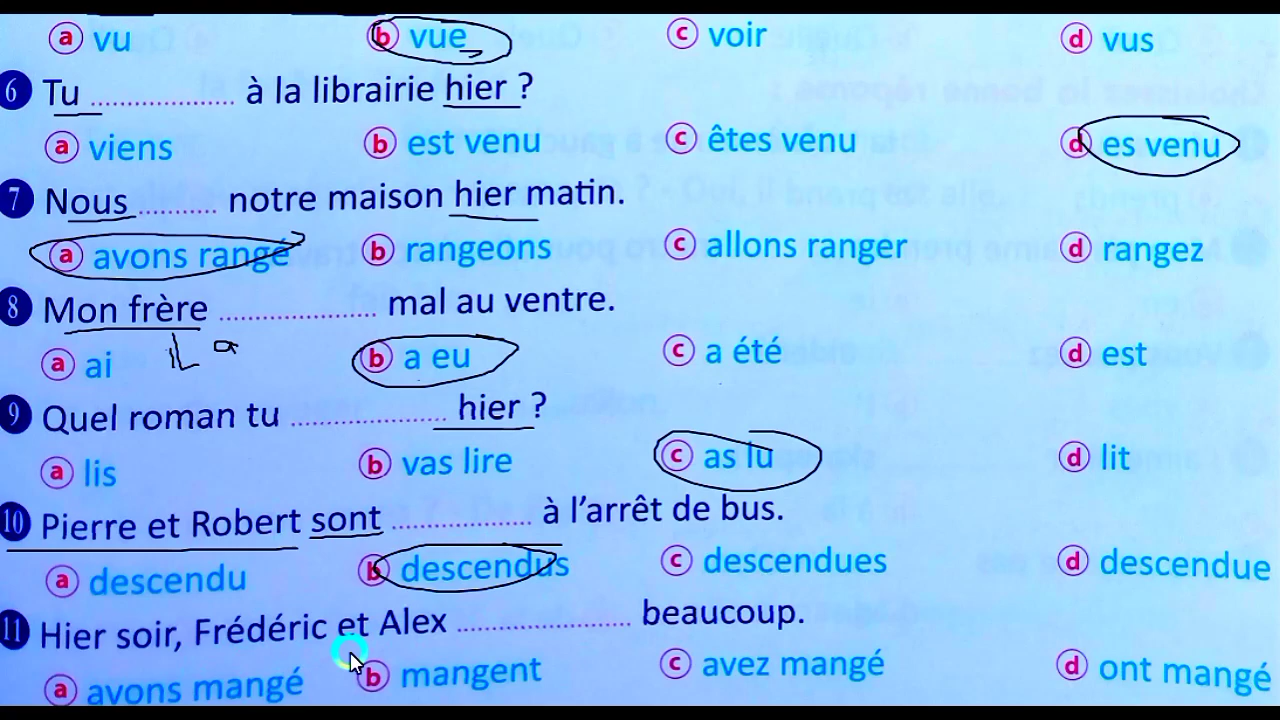 a vu b vue c voir d vus
6 Tu .................... à la librairie hier ?
a viens b est venu c êtes venu d es venu
7 Nous ........... notre maison hier matin.
a avons rangé b rangeons c allons ranger d rangez
8 Mon frère ...................... mal au ventre.
a ai b a eu c a été d est
9 Quel roman tu ...................... hier ?
a lis b vas lire c as lu d lit
10 Pierre et Robert sont .................... à l'arrêt de bus.
a descendu b descendus c descendues d descendue
11 Hier soir, Frédéric et Alex ......................... beaucoup.
a avons mangé b mangent c avez mangé d ont mangé